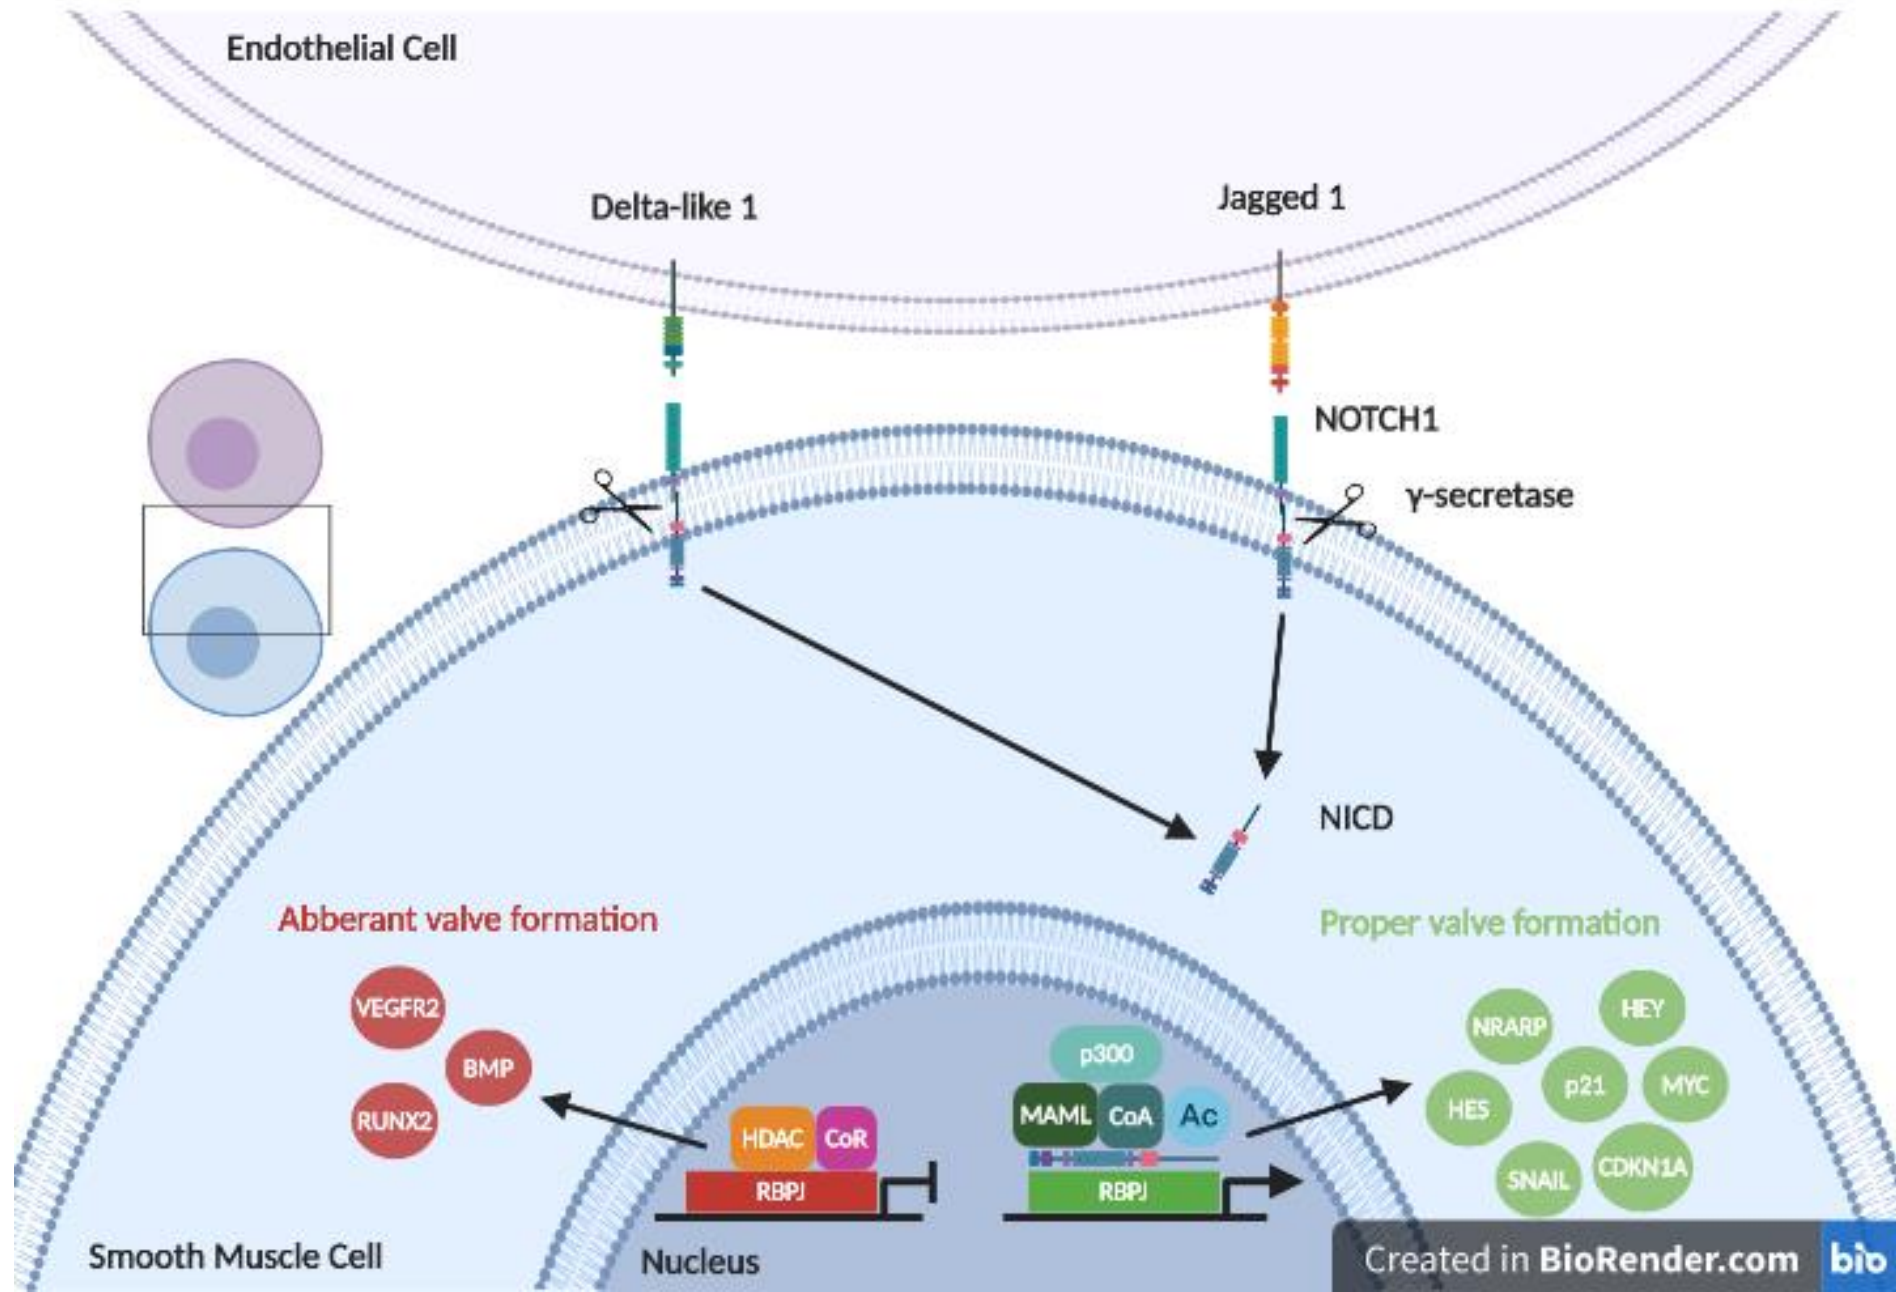 Endothelial Cell
Delta-like 1
Jagged 1
NOTCH1
γ-secretase
NICD
Abberant valve formation
Proper valve formation
VEGFR2
BMP
RUNX2
HDAC
CoR
RBPJ
p300
MAML
CoA
Ac
RBPJ
NRARP
HEY
HES
p21
MYC
SNAIL
CDKN1A
Smooth Muscle Cell
Nucleus
Created in BioRender.com bio